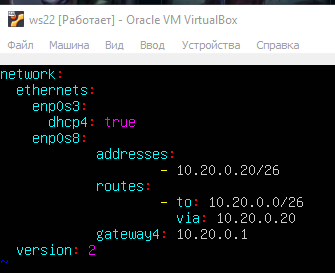 ws22 [Работает] - Oracle VM VirtualBox
Файл Машина Вид Ввод Устройства Справка
network:
  ethernets:
    enp0s3:
      dhcp4: true
    enp0s8:
            addresses:
                    - 10.20.0.20/26
            routes:
                    - to: 10.20.0.0/26
                      via: 10.20.0.20
            gateway4: 10.20.0.1
  version: 2
~